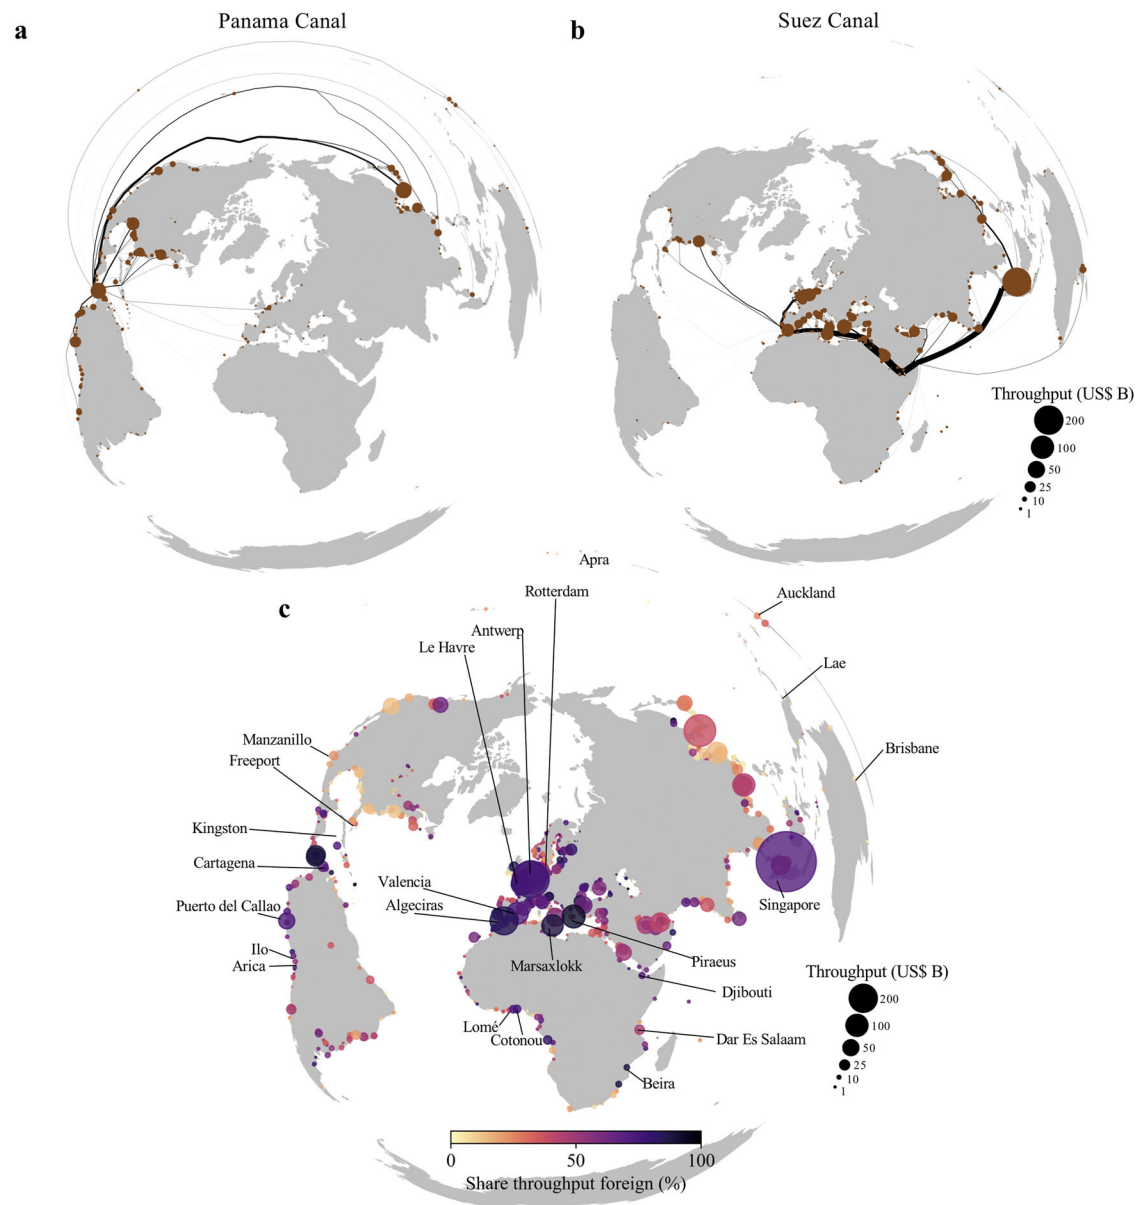 Panama Canal
Suez Canal
a
b
Throughput (US$ B)
200
100
50
25
10
1
c
Apra
Rotterdam
Antwerp
Le Havre
Auckland
Lae
Brisbane
Manzanillo
Freeport
Kingston
Cartagena
Puerto del Callao
Ilo
Arica
Valencia
Algeciras
Marsaxlokk
Piraeus
Singapore
Djibouti
Lomé
Cotonou
Dar Es Salaam
Beira
Throughput (US$ B)
200
100
50
25
10
1
0 50 100
Share throughput foreign (%)